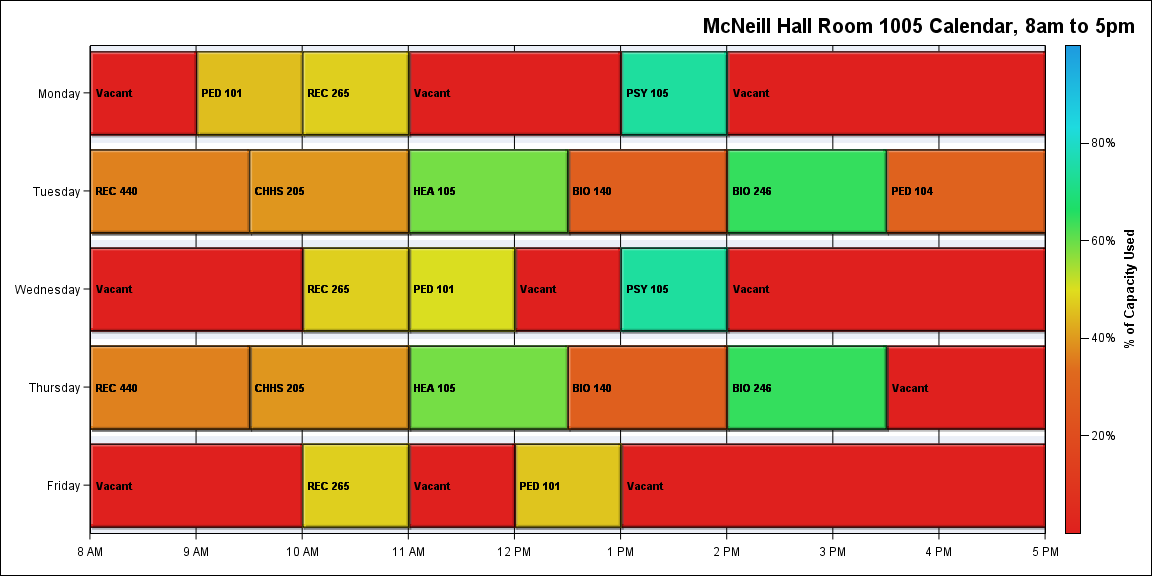 McNeill Hall Room 1005 Calendar, 8am to 5pm
Monday
Vacant
PED 101
REC 265
Vacant
PSY 105
Vacant
Tuesday
REC 440
CHHS 205
HEA 105
BIO 140
BIO 246
PED 104
Wednesday
Vacant
REC 265
PED 101
Vacant
PSY 105
Vacant
Thursday
REC 440
CHHS 205
HEA 105
BIO 140
BIO 246
Vacant
Friday
Vacant
REC 265
Vacant
PED 101
Vacant
8 AM
9 AM
10 AM
11 AM
12 PM
1 PM
2 PM
3 PM
4 PM
5 PM
80%
60%
40%
20%
% of Capacity Used